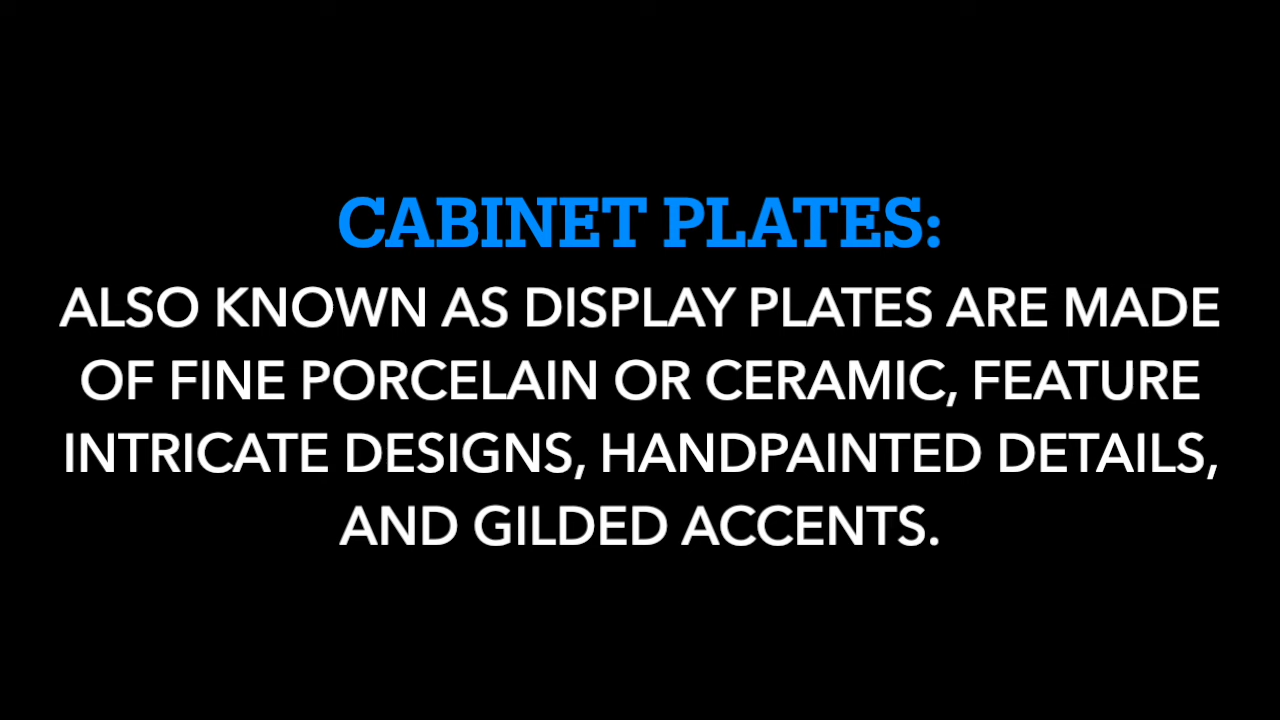 CABINET PLATES:
ALSO KNOWN AS DISPLAY PLATES ARE MADE
OF FINE PORCELAIN OR CERAMIC, FEATURE
INTRICATE DESIGNS, HANDPAINTED DETAILS,
AND GILDED ACCENTS.